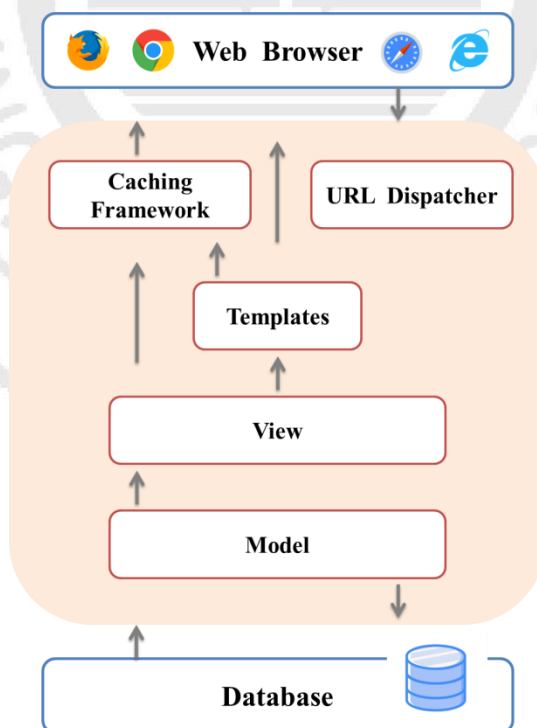 Web Browser
Caching
Framework
URL Dispatcher
Templates
View
Model
Database